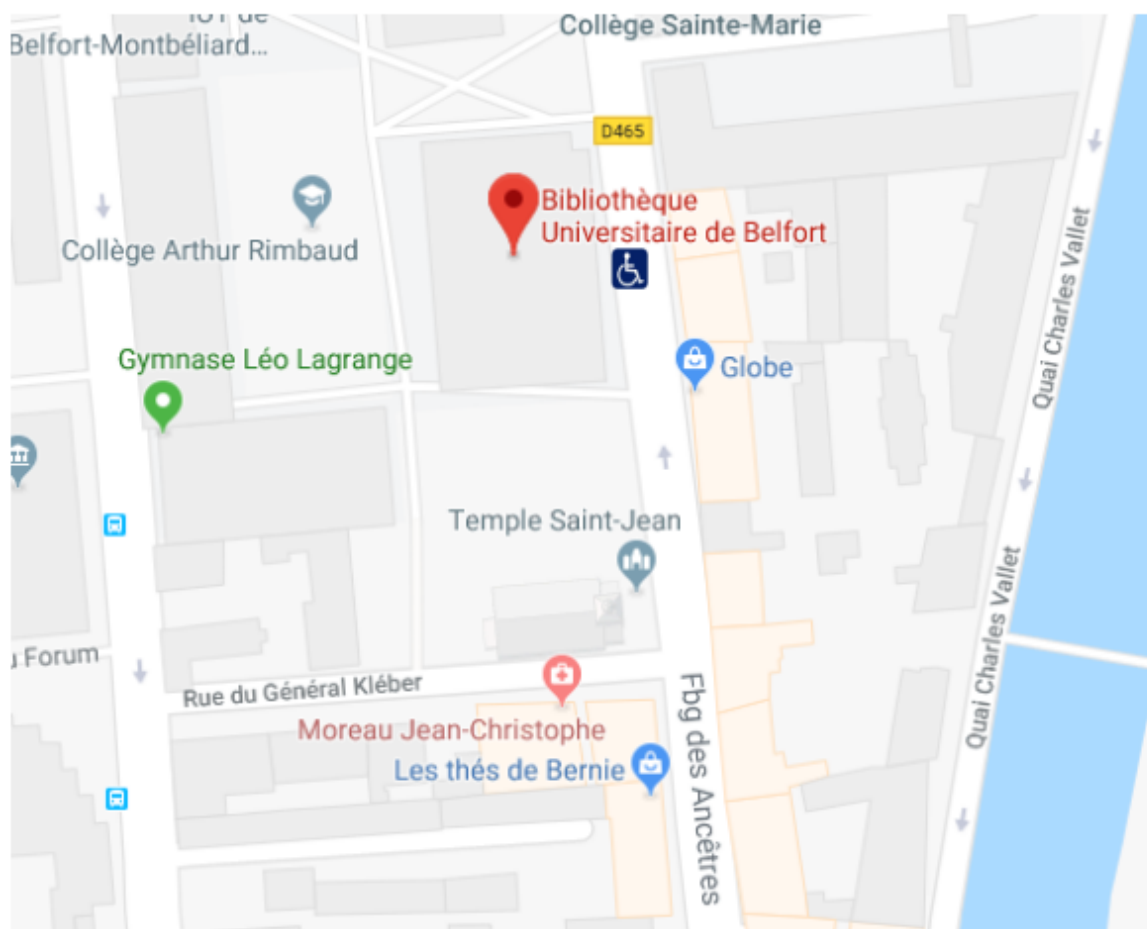 Belfort-Montbéliard...
Collège Sainte-Marie
D465
Bibliothèque
Universitaire de Belfort
Collège Arthur Rimbaud
Quai Charles Vallet
Gymnase Léo Lagrange
Globe
Temple Saint-Jean
Quai Charles Vallet
Forum
Rue du Général Kléber
Moreau Jean-Christophe
Les thés de Bernie
Fbg des Ancêtres